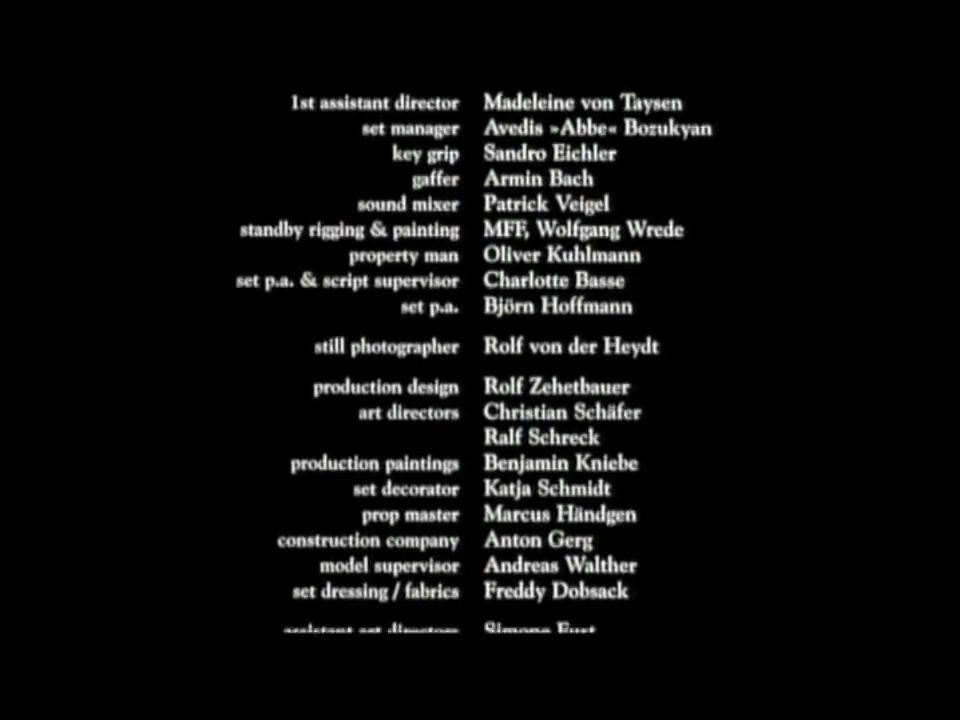 1st assistant director Madeleine von Taysen
set manager Avedis »Abbe« Bozukyan
key grip Sandro Eichler
gaffer Armin Bach
sound mixer Patrick Veigel
standby rigging & painting MFF, Wolfgang Wrede
property man Oliver Kuhlmann
set p.a. & script supervisor Charlotte Basse
set p.a. Björn Hoffmann
still photographer Rolf von der Heydt
production design Rolf Zehetbauer
art directors Christian Schäfer
Ralf Schreck
production paintings Benjamin Kniebe
set decorator Katja Schmidt
prop master Marcus Händgen
construction company Anton Gerg
model supervisor Andreas Walther
set dressing / fabrics Freddy Dobsack
assistant art directors Simone